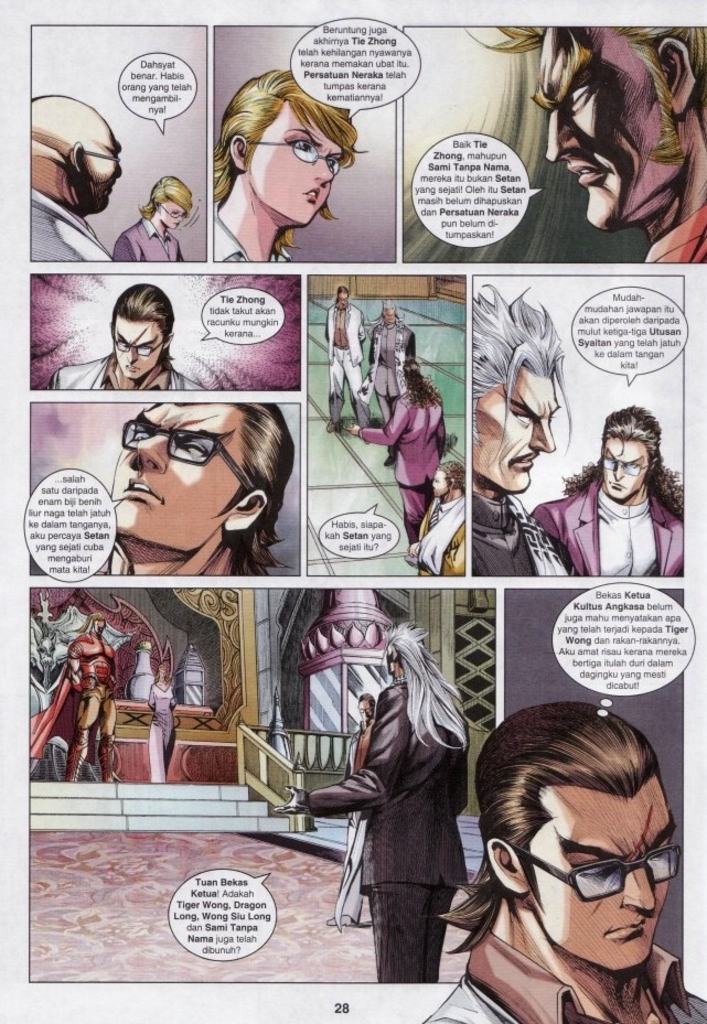 Dahsyat
benar. Habis
orang yang telah
mengambil-
nya!
Beruntung juga
akhirnya Tie Zhong
telah kehilangan nyawanya
kerana memakan ubat itu.
Persatuan Neraka telah
tumpas kerana
kematiannya!
Baik Tie
Zhong, mahupun
Sami Tanpa Nama,
mereka itu bukan Setan
yang sejati! Oleh itu Setan
masih belum dihapuskan
dan Persatuan Neraka
pun belum di-
tumpaskan!
Tie Zhong
tidak takut akan
racunku mungkin
kerana...
...salah
satu daripada
enam biji benih
liur naga telah jatuh
ke dalam tanganya,
aku percaya Setan
yang sejati cuba
mengaburi
mata kita!
Habis, siapa-
kah Setan yang
sejati itu?
Mudah-
mudahan jawapan itu
akan diperoleh daripada
mulut ketiga-tiga Utusan
Syaitan yang telah jatuh
ke dalam tangan
kita!
Tuan Bekas
Ketua! Adakah
Tiger Wong, Dragon
Long, Wong Siu Long
dan Sami Tanpa
Nama juga telah
dibunuh?
Bekas Ketua
Kultus Angkasa belum
juga mahu menyatakan apa
yang telah terjadi kepada Tiger
Wong dan rakan-rakannya.
Aku amat risau kerana mereka
bertiga itulah duri dalam
dagingku yang mesti
dicabut!
28